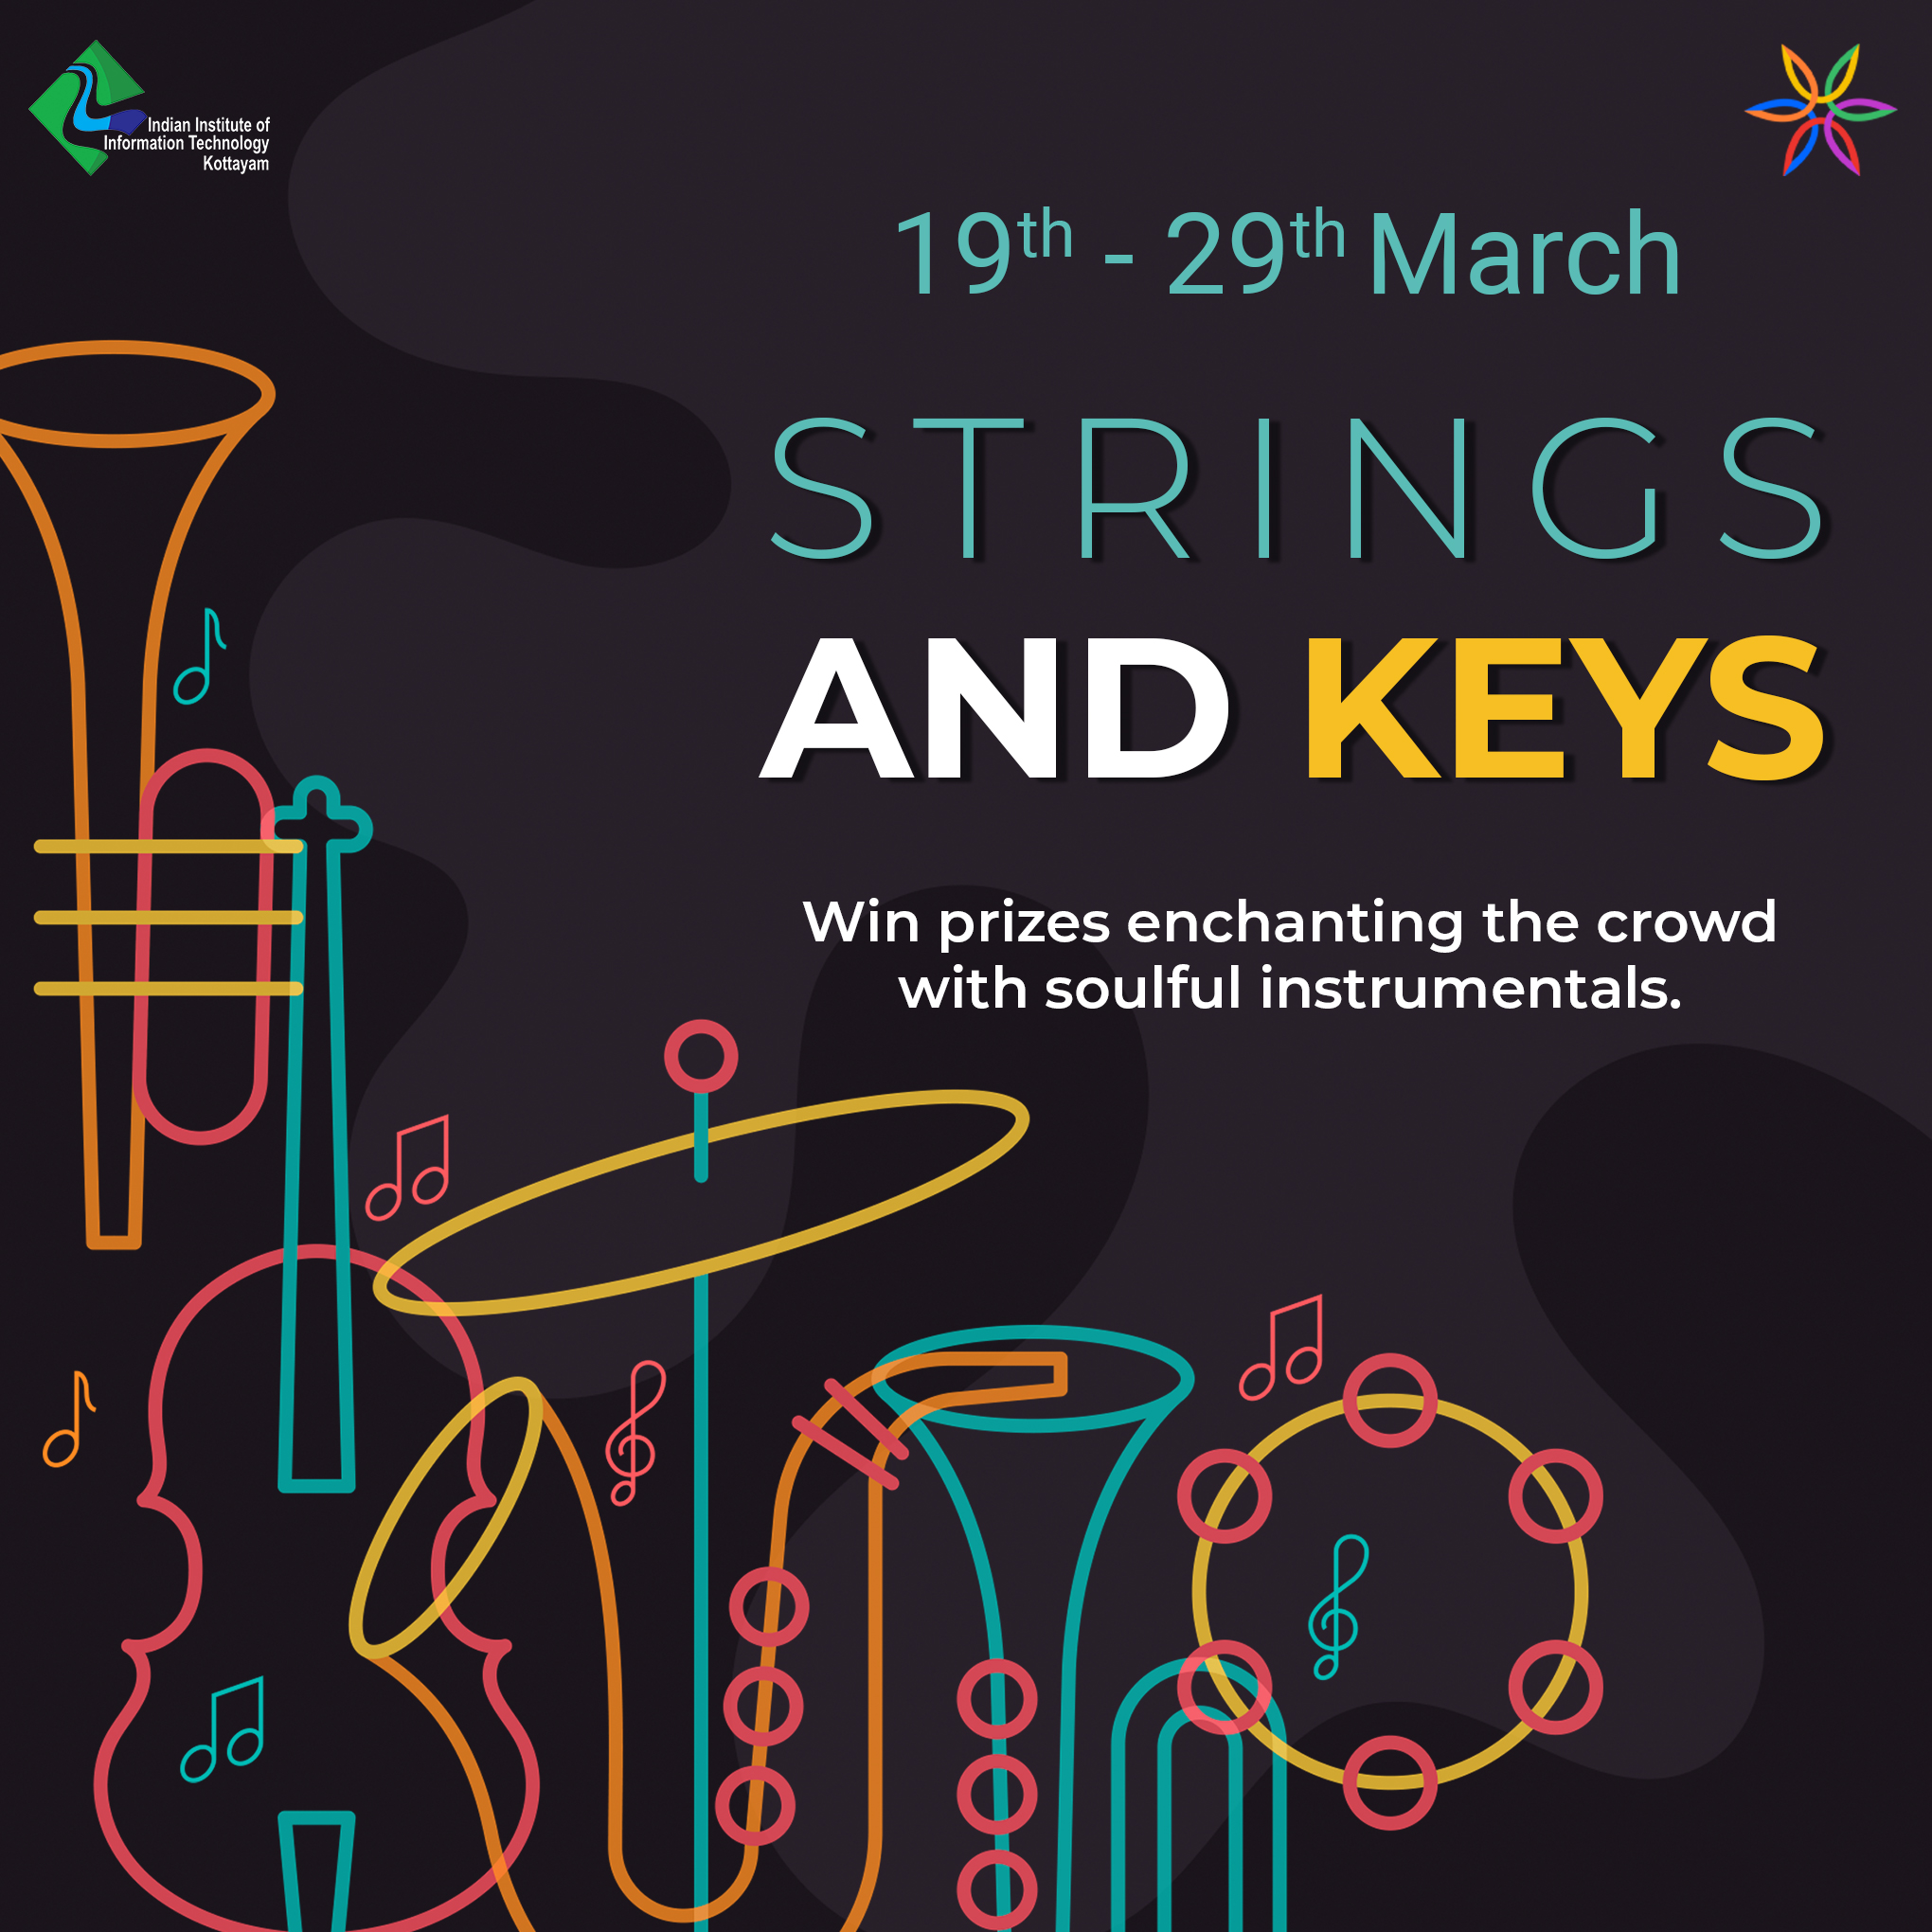 Indian Institute of
Information Technology
Kottayam
19th - 29th March
STRINGS
AND KEYS
Win prizes enchanting the crowd
with soulful instrumentals.